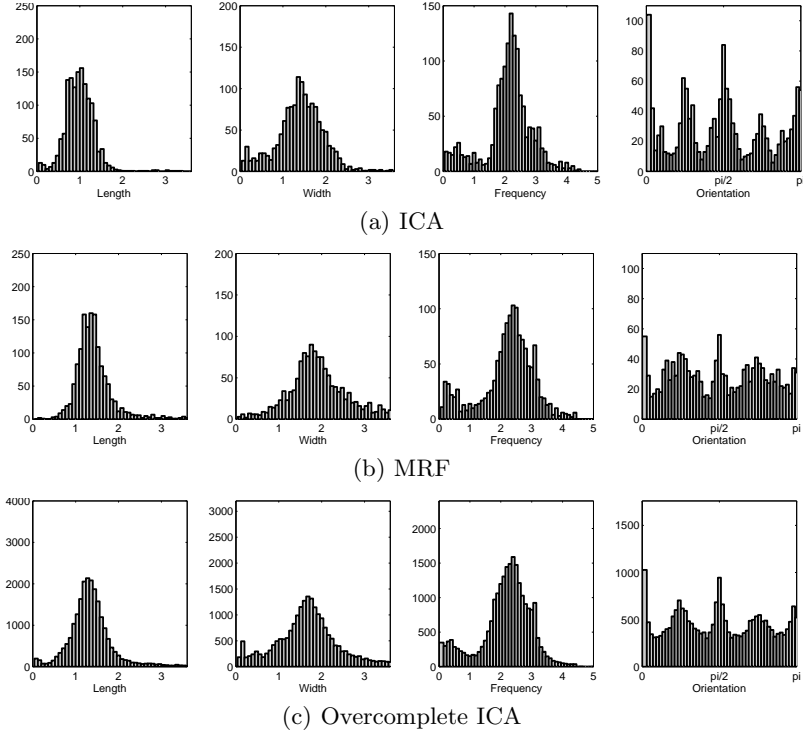 250 200 150 100 50 0
0 1 2 3
Length
200 150 100 50 0
0 1 2 3
Width
150 100 50 0
0 1 2 3 4 5
Frequency
100 80 60 40 20 0
0 pi/2 p
Orientation
(a) ICA
250 200 150 100 50 0
0 1 2 3
Length
200 150 100 50 0
0 1 2 3
Width
150 100 50 0
0 1 2 3 4 5
Frequency
100 80 60 40 20 0
0 pi/2 pi
Orientation
(b) MRF
4000 3000 2000 1000 0
0 1 2 3
Length
3000 2500 2000 1500 1000 500 0
0 1 2 3
Width
2000 1500 1000 500 0
0 1 2 3 4 5
Frequency
1500 1000 500 0
0 pi/2 pi
Orientation
(c) Overcomplete ICA